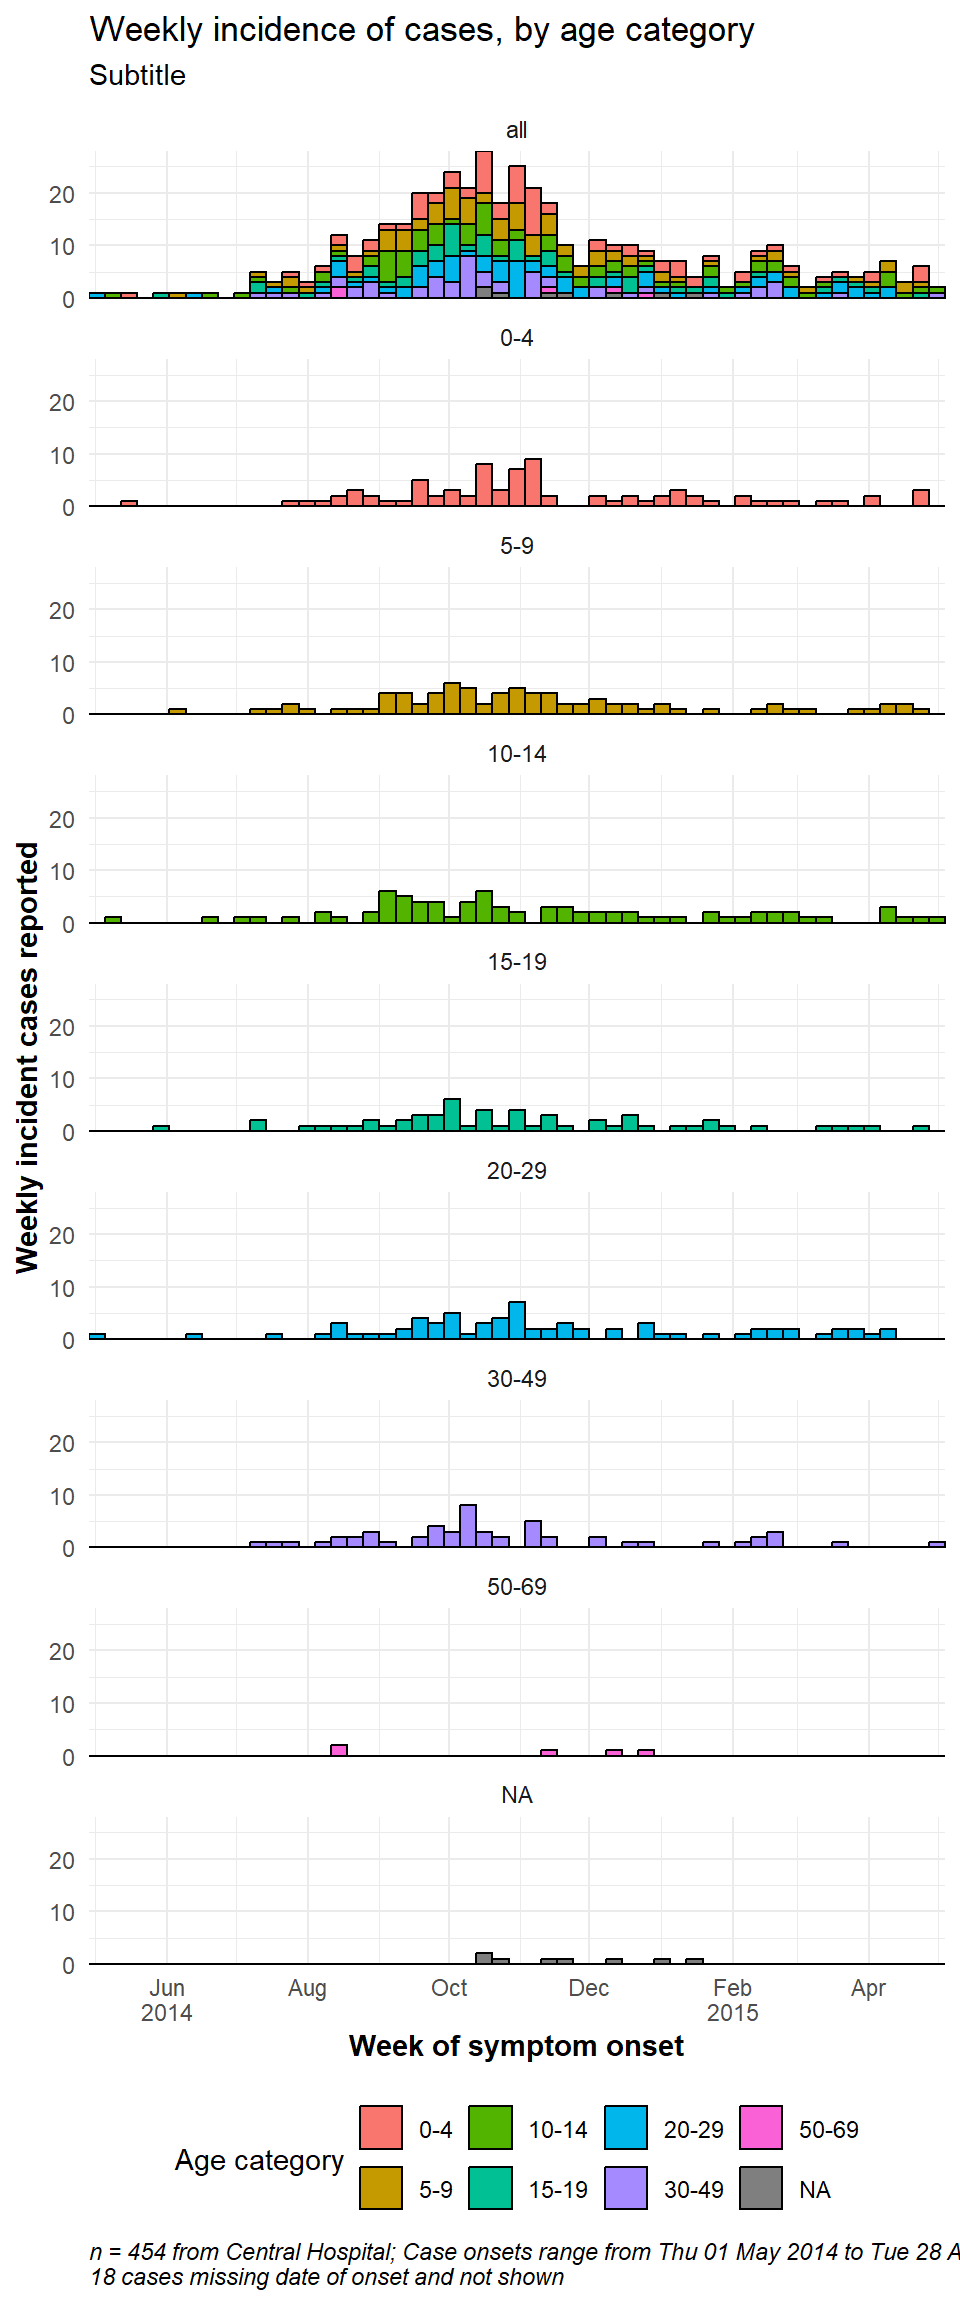 Weekly incidence of cases, by age category
Subtitle
all
20
10
0
0-4
20
10
0
5-9
20
10
0
10-14
20
10
0
15-19
20
10
0
20-29
20
10
0
30-49
20
10
0
50-69
20
10
0
NA
20
10
0
Weekly incident cases reported
Jun Aug Oct Dec Feb Apr
2014 2015
Week of symptom onset
Age category
0-4 10-14 20-29 50-69
5-9 15-19 30-49 NA
n = 454 from Central Hospital; Case onsets range from Thu 01 May 2014 to Tue 28 A
18 cases missing date of onset and not shown